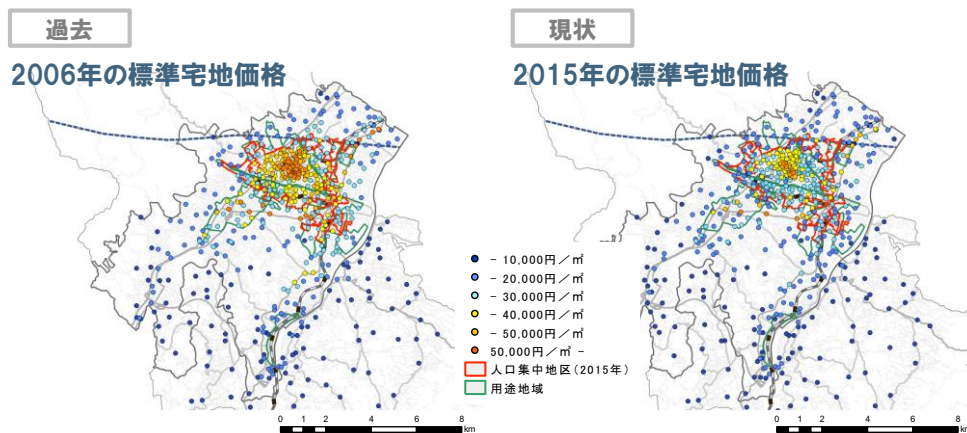 過去
2006年の標準宅地価格
現状
2015年の標準宅地価格
- 10,000円/㎡
- 20,000円/㎡
- 30,000円/㎡
- 40,000円/㎡
- 50,000円/㎡
50,000円/㎡ -
人口集中地区(2015年)
用途地域
0 1 2 4 6 8
km
0 1 2 4 6 8
km